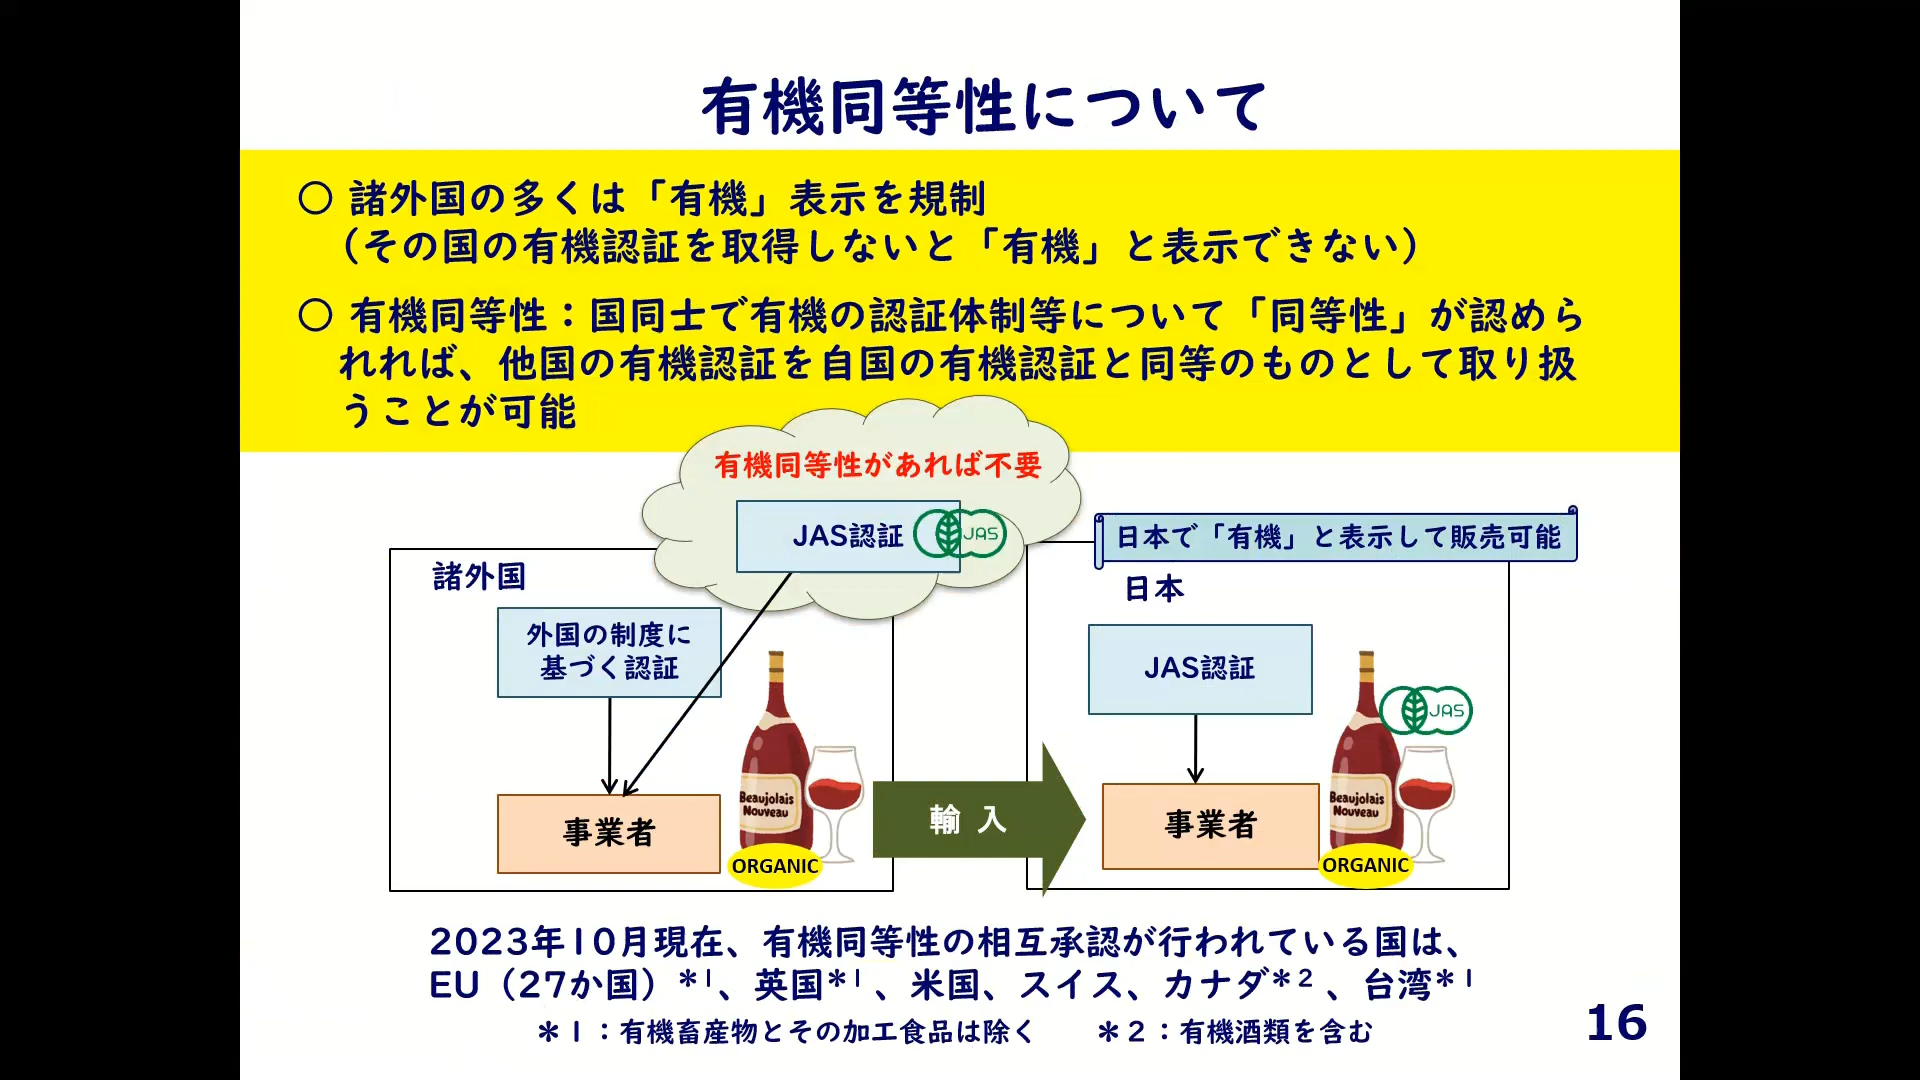 有機同等性について
○ 諸外国の多くは「有機」表示を規制
（その国の有機認証を取得しないと「有機」と表示できない）
○ 有機同等性：国同士で有機の認証体制等について「同等性」が認めら
れれば、他国の有機認証を自国の有機認証と同等のものとして取り扱
うことが可能
有機同等性があれば不要
JAS認証
JAS
日本で「有機」と表示して販売可能
諸外国
日本
外国の制度に
基づく認証
JAS認証
JAS
事業者
Beaujolais
Nouveau
ORGANIC
輸 入
事業者
Beaujolais
Nouveau
ORGANIC
2023年10月現在、有機同等性の相互承認が行われている国は、
EU（27か国）＊1、英国＊1 、米国、スイス、カナダ＊2 、台湾＊1
＊1：有機畜産物とその加工食品は除く　　＊2：有機酒類を含む
16